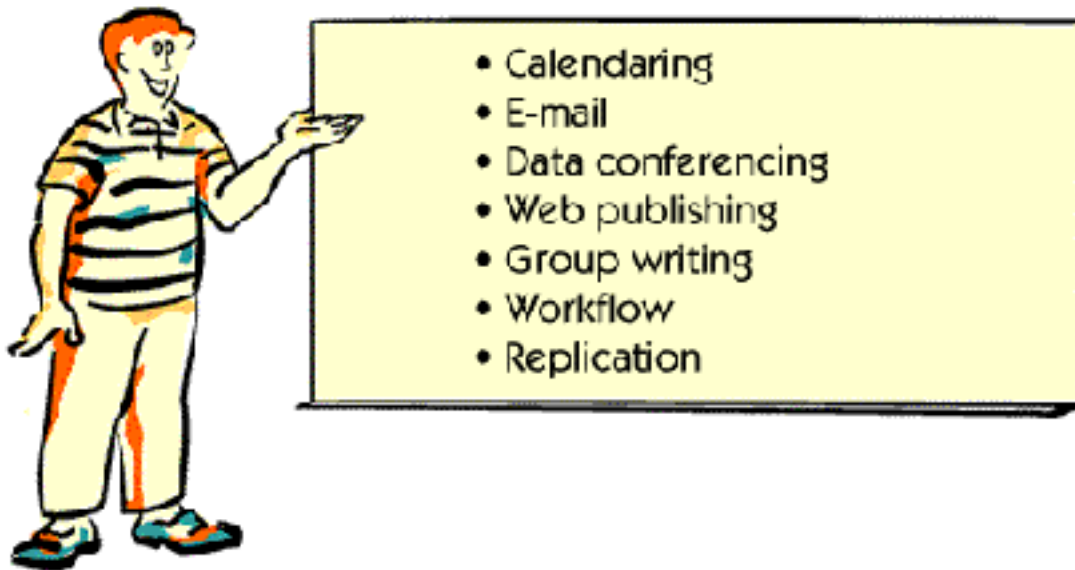 • Calendaring
• E-mail
• Data conferencing
• Web publishing
• Group writing
• Workflow
• Replication